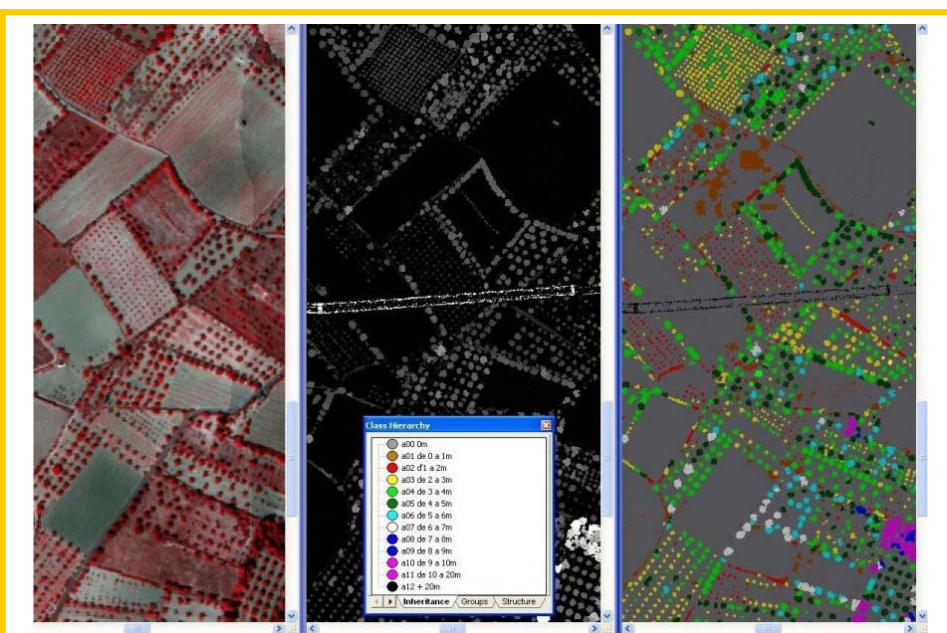 Class Hierarchy
a00 0m
a01 de 0 a 1m
a02 d'1 a 2m
a03 de 2 a 3m
a04 de 3 a 4m
a05 de 4 a 5m
a06 de 5 a 6m
a07 de 6 a 7m
a08 de 7 a 8m
a09 de 8 a 9m
a10 de 9 a 10m
a11 de 10 a 20m
a12 + 20m
Inheritance Groups Structure